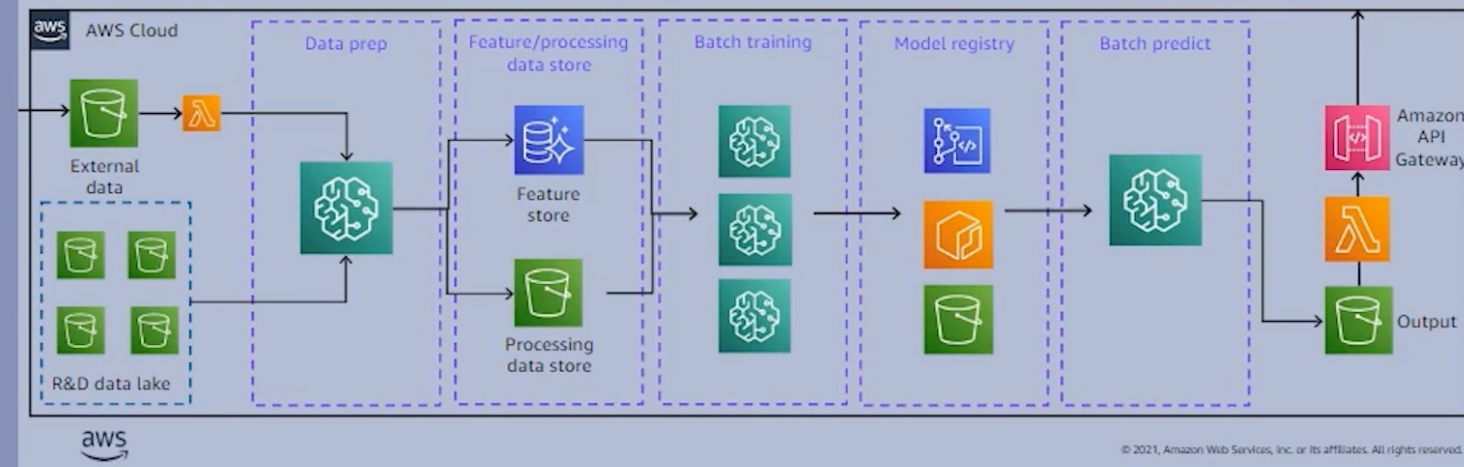 aws
AWS Cloud
Data prep
Feature/processing
data store
Batch training
Model registry
Batch predict
External
data
Feature
store
Amazon
API
Gateway
Processing
data store
R&D data lake
Output
aws
© 2021, Amazon Web Services, Inc. or its affiliates. All rights reserved.